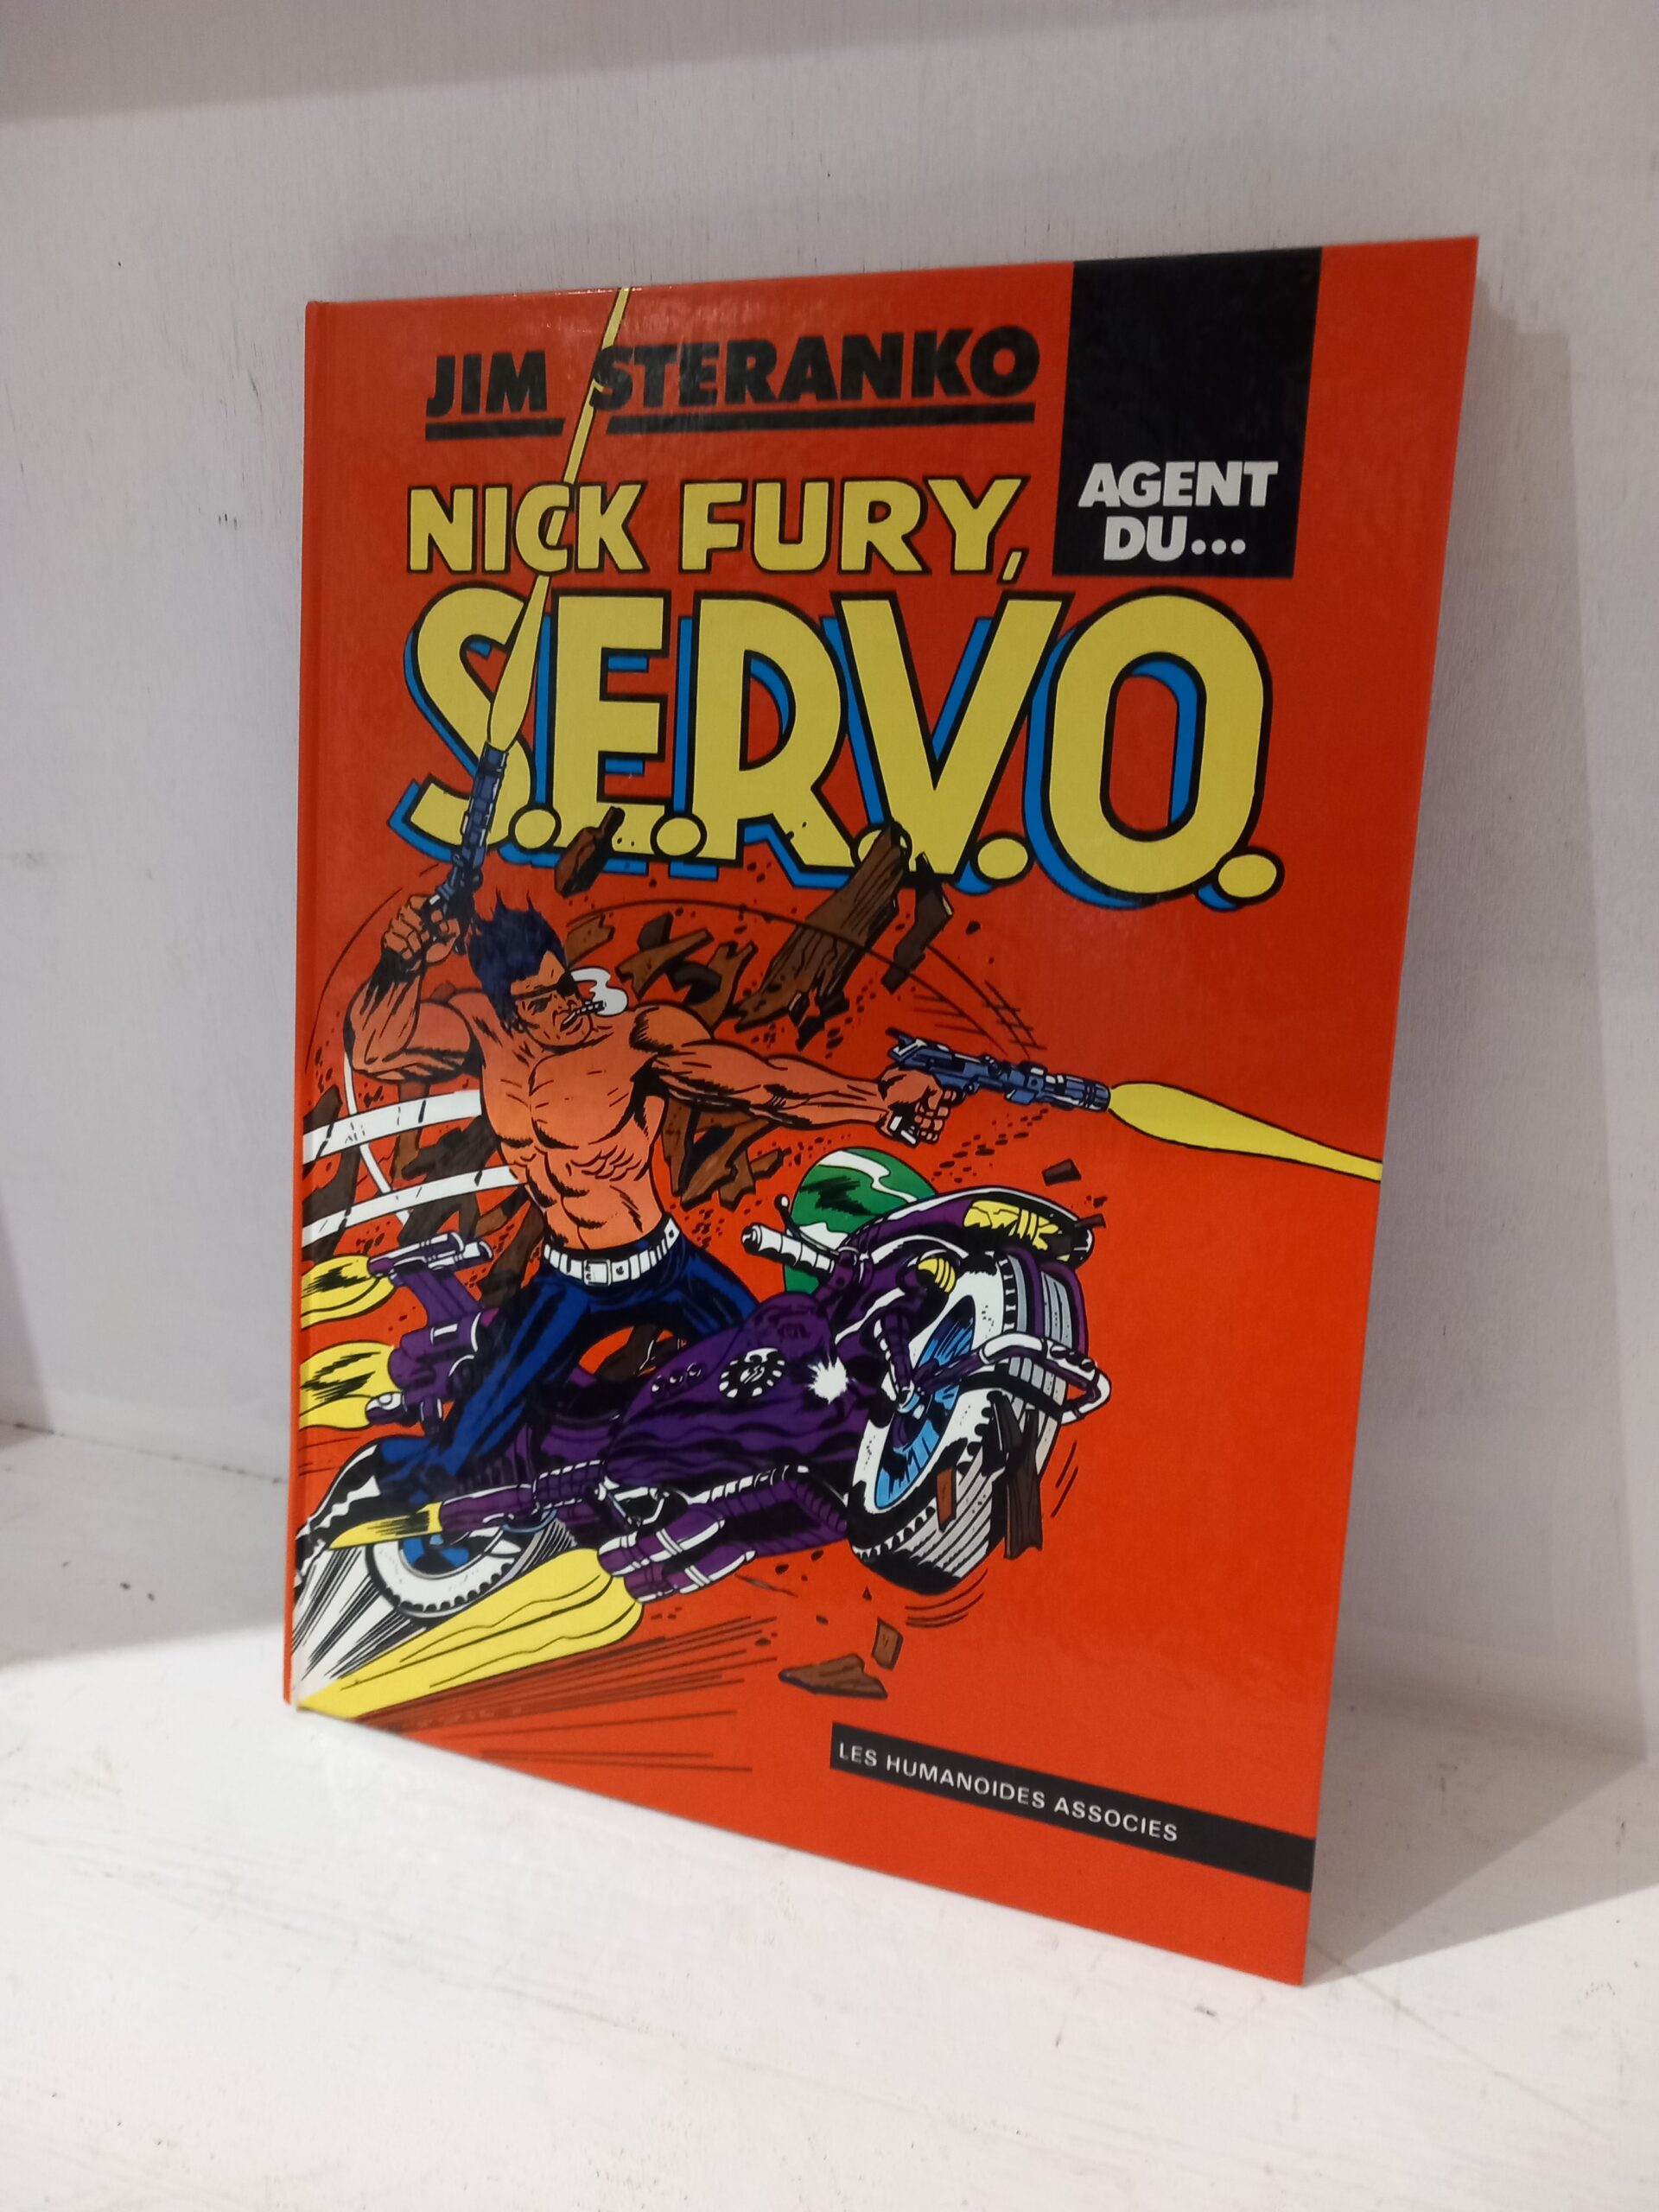 JIM STERANKO
NICK FURY,
AGENT
DU...
S.E.R.V.O.
LES HUMANOIDES ASSOCIES